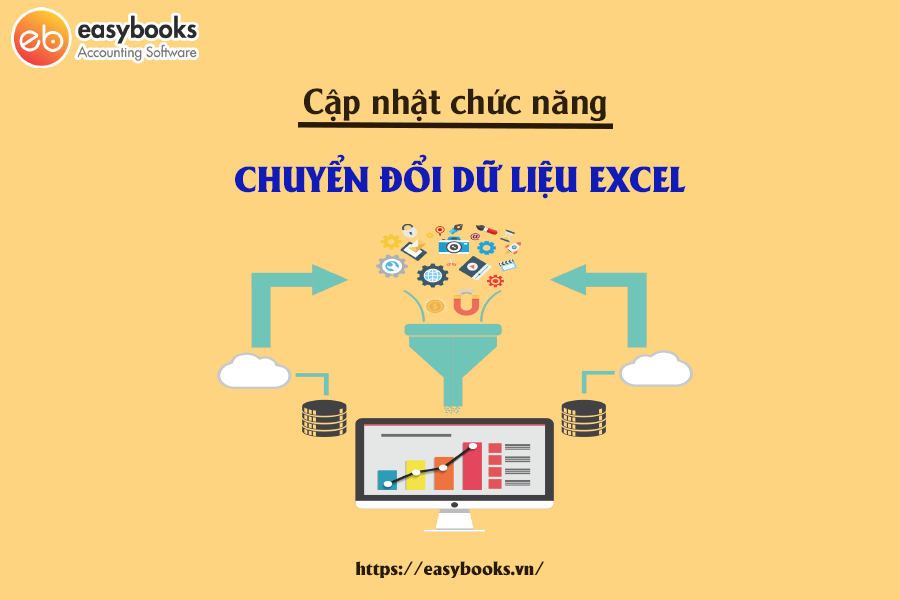 easybooks
Accounting Software
Cập nhật chức năng
CHUYỂN ĐỔI DỮ LIỆU EXCEL
https://easybooks.vn/